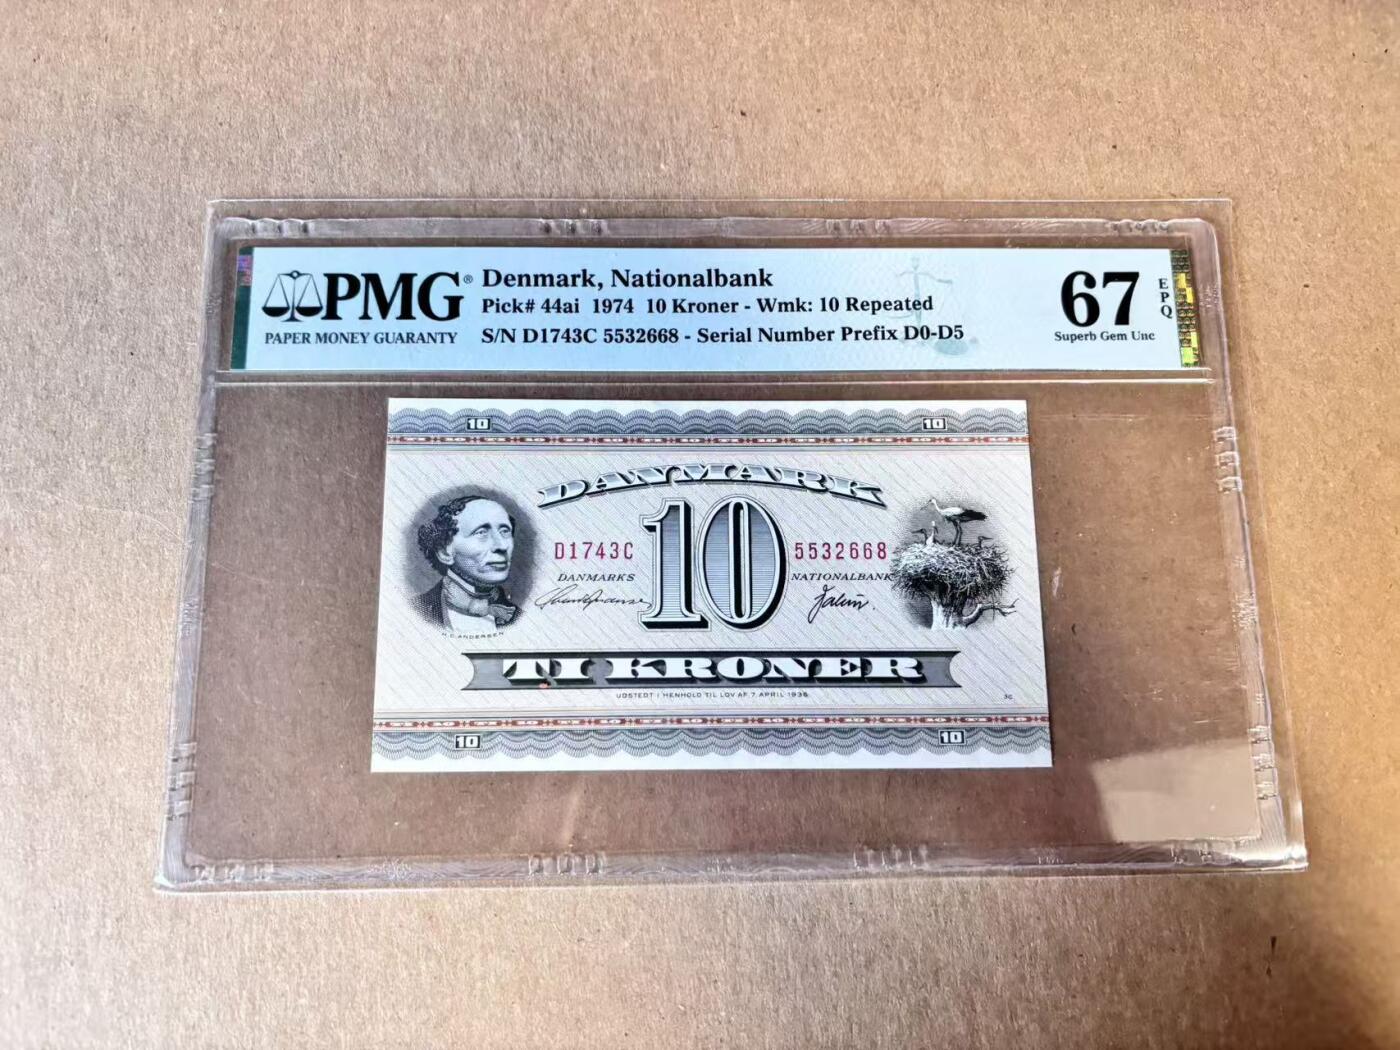 PMG®
PAPER MONEY GUARANTY
Denmark, Nationalbank
Pick# 44ai 1974 10 Kroner - Wmk: 10 Repeated
S/N D1743C 5532668 - Serial Number Prefix D0-D5
67
EPQ
Superb Gem Unc
10 10
DANMARK
D1743C 10 5532668
DANMARKS NATIONALBANK
H.C. ANDERSEN
TI KRONER
UDSTEDT I HENHOLD TIL LOV AF 7. APRIL 1936
3C
10 10